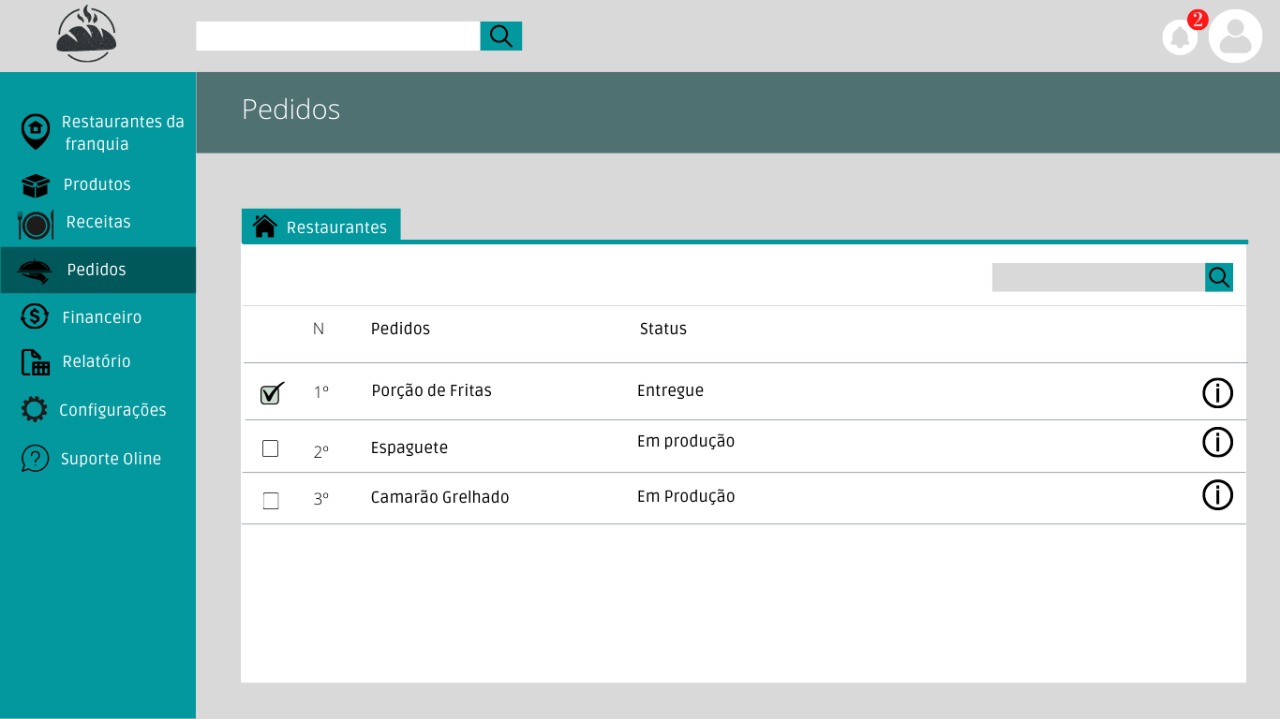 2
Restaurantes da
franquia
Produtos
Receitas
Pedidos
Financeiro
Relatório
Configurações
Suporte Oline
Pedidos
Restaurantes
N Pedidos Status
1º Porção de Fritas Entregue
2º Espaguete Em produção
3º Camarão Grelhado Em Produção